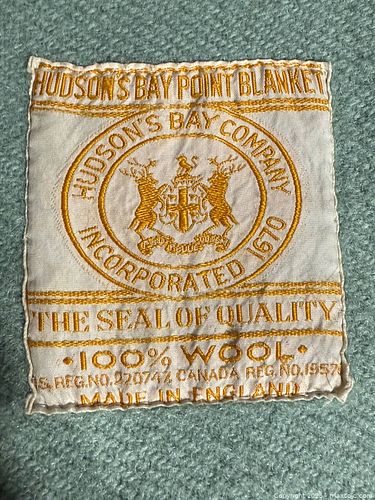 HUDSON'S BAY POINT BLANKET
HUDSON'S BAY COMPANY
INCORPORATED 1670
THE SEAL OF QUALITY
• 100% WOOL •
REG. NO. 220742 CANADA REG. NO.
MADE IN ENGLAND